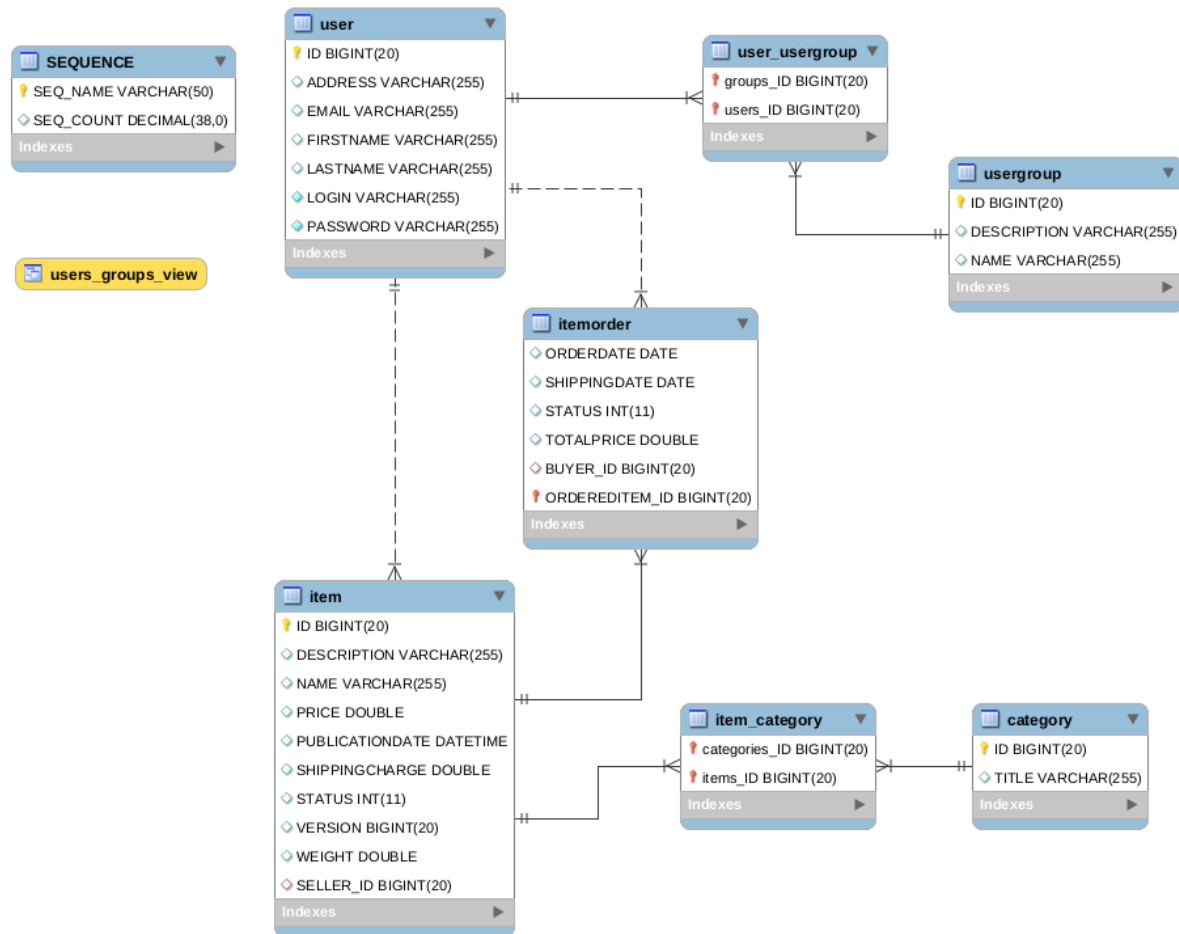 SEQUENCE
SEQ_NAME VARCHAR(50)
SEQ_COUNT DECIMAL(38,0)
Indexes
users_groups_view
user
ID BIGINT(20)
ADDRESS VARCHAR(255)
EMAIL VARCHAR(255)
FIRSTNAME VARCHAR(255)
LASTNAME VARCHAR(255)
LOGIN VARCHAR(255)
PASSWORD VARCHAR(255)
Indexes
user_usergroup
groups_ID BIGINT(20)
users_ID BIGINT(20)
Indexes
usergroup
ID BIGINT(20)
DESCRIPTION VARCHAR(255)
NAME VARCHAR(255)
Indexes
itemorder
ORDERDATE DATE
SHIPPINGDATE DATE
STATUS INT(11)
TOTALPRICE DOUBLE
BUYER_ID BIGINT(20)
ORDEREDITEM_ID BIGINT(20)
Indexes
item
ID BIGINT(20)
DESCRIPTION VARCHAR(255)
NAME VARCHAR(255)
PRICE DOUBLE
PUBLICATIONDATE DATETIME
SHIPPINGCHARGE DOUBLE
STATUS INT(11)
VERSION BIGINT(20)
WEIGHT DOUBLE
SELLER_ID BIGINT(20)
Indexes
item_category
categories_ID BIGINT(20)
items_ID BIGINT(20)
Indexes
category
ID BIGINT(20)
TITLE VARCHAR(255)
Indexes